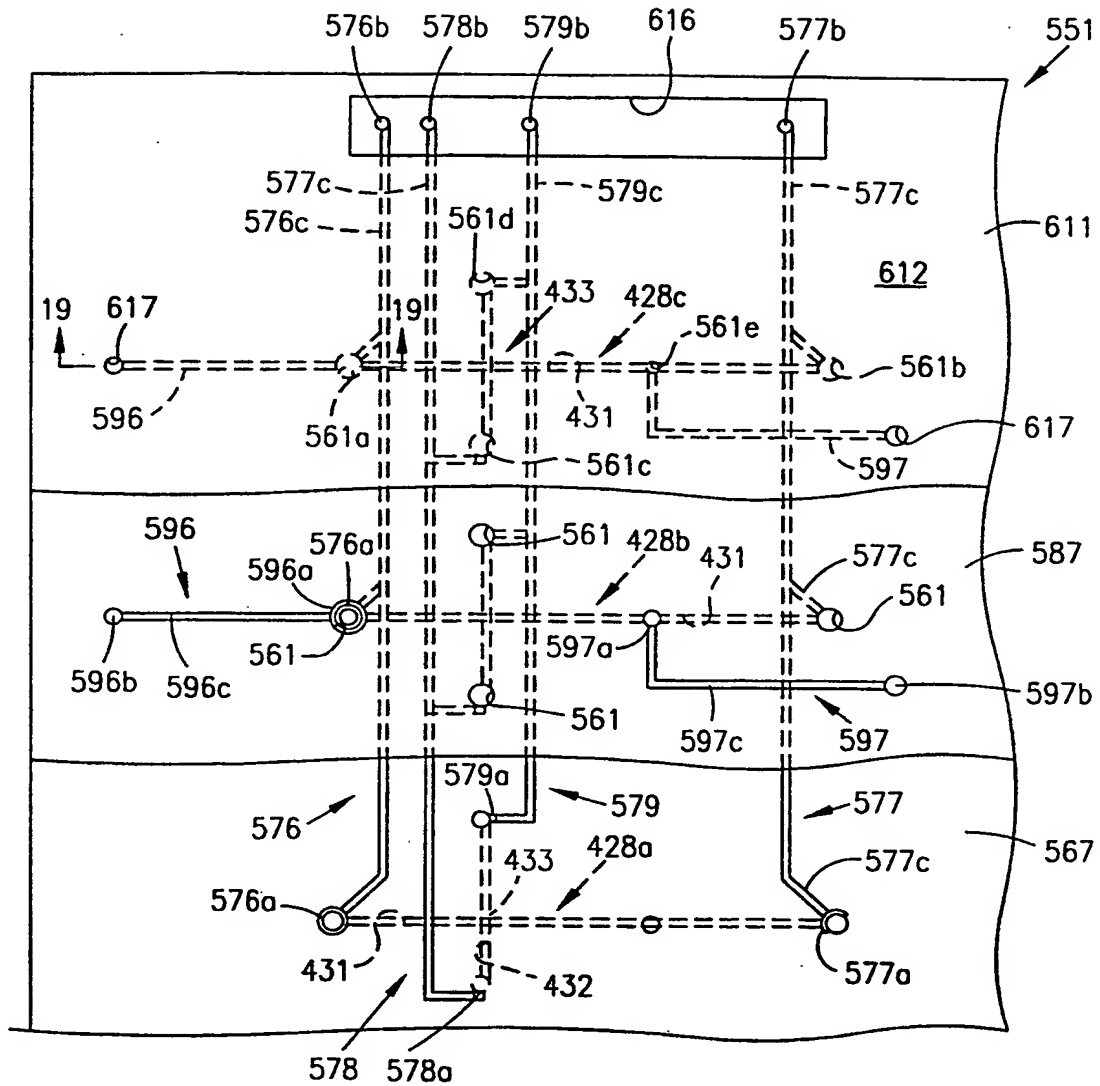 576b 578b 579b 616 577b 551
577c 579c 577c
576c 561d 611
612
19 617 19 433 428c 561e
561b
596 561a 431
561c 597 617
596 576a 561 428b 431 577c 587
596a
561
596b 596c 561 597a 561 597b
597c 597
579a
576 579 577
433 428a 567
576a 577c
431 432 577a
578 578a